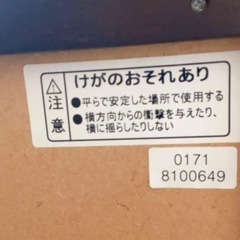 注意
けがのおそれあり
●平らで安定した場所で使用する
●横方向からの衝撃を与えたり、
横に揺らしたりしない
0171
8100649